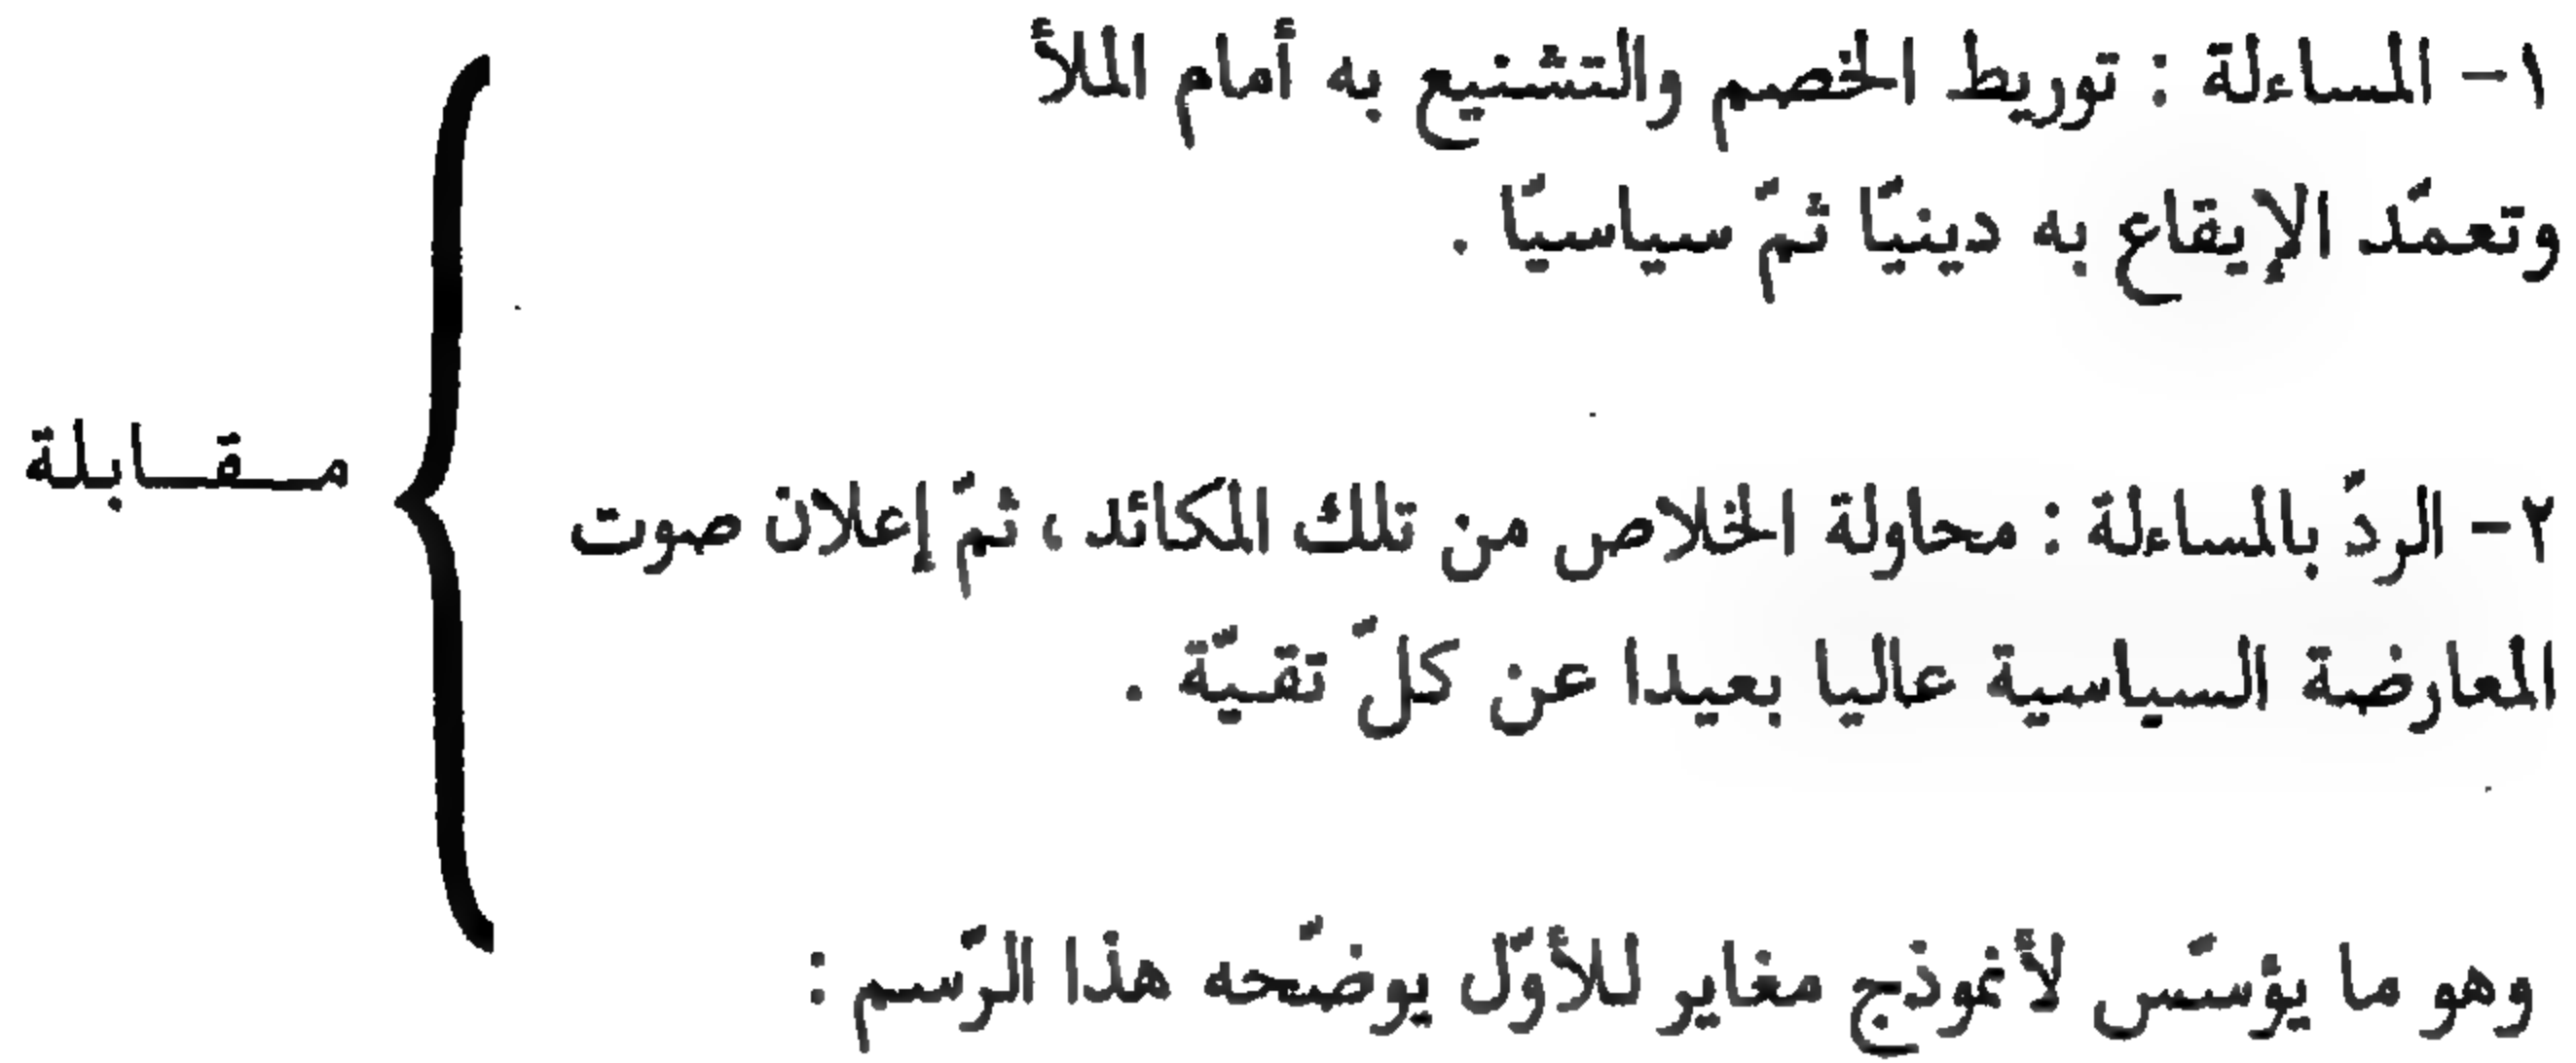 ١- المساءلة : توريط الخصم والتشنيع به أمام الملأ
وتعمّد الإيقاع به دينيّا ثمّ سياسيّا .
مـقـابلة
٢- الردّ بالمساءلة : محاولة الخلاص من تلك المكائد ، ثمّ إعلان صوت
المعارضة السياسية عاليا بعيدا عن كلّ تقيّة .
وهو ما يؤسّس لأنموذج مغاير للأوّل يوضّحه هذا الرّسم :